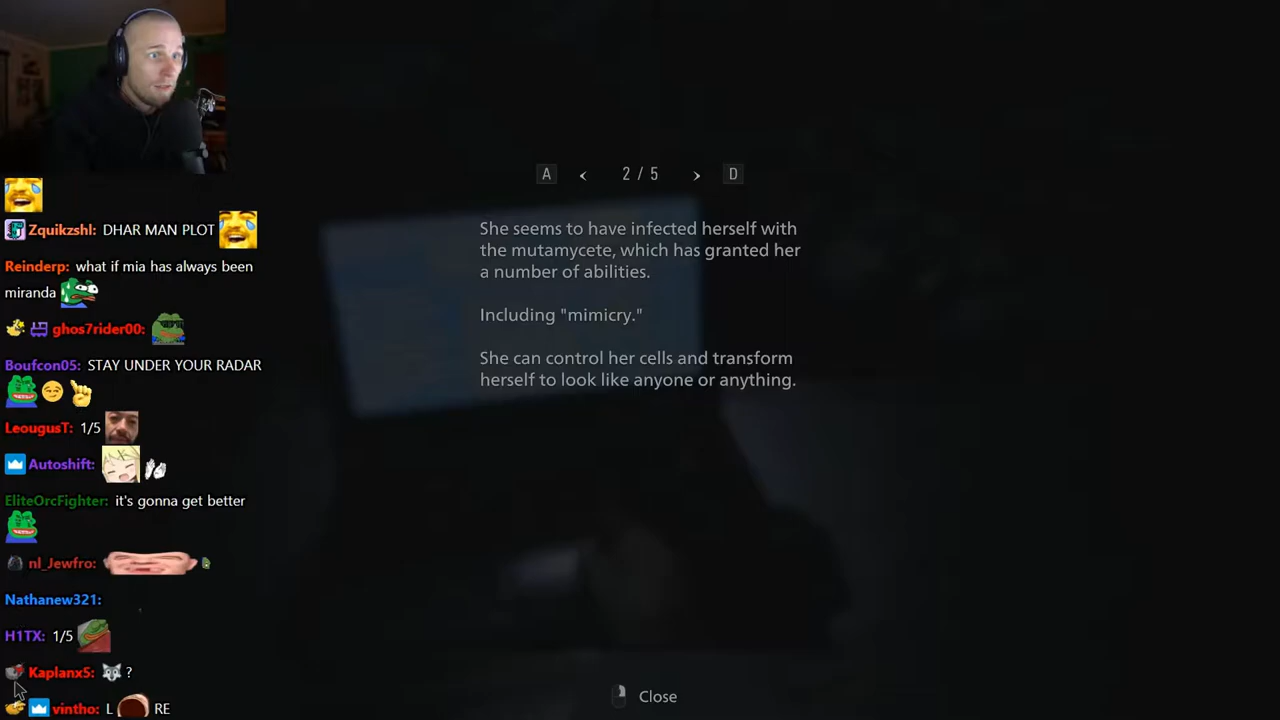 A < 2 / 5 > D
She seems to have infected herself with
the mutamycete, which has granted her
a number of abilities.
Including "mimicry."
She can control her cells and transform
herself to look like anyone or anything.
Close
Zquikzshl: DHAR MAN PLOT
Reinderp: what if mia has always been
miranda
ghos7rider00:
Boufcon05: STAY UNDER YOUR RADAR
LeougusT: 1/5
Autoshift:
EliteOrcFighter: it's gonna get better
nl_Jewfro:
Nathanew321:
H1TX: 1/5
Kaplanx5: ?
vintho: L RE